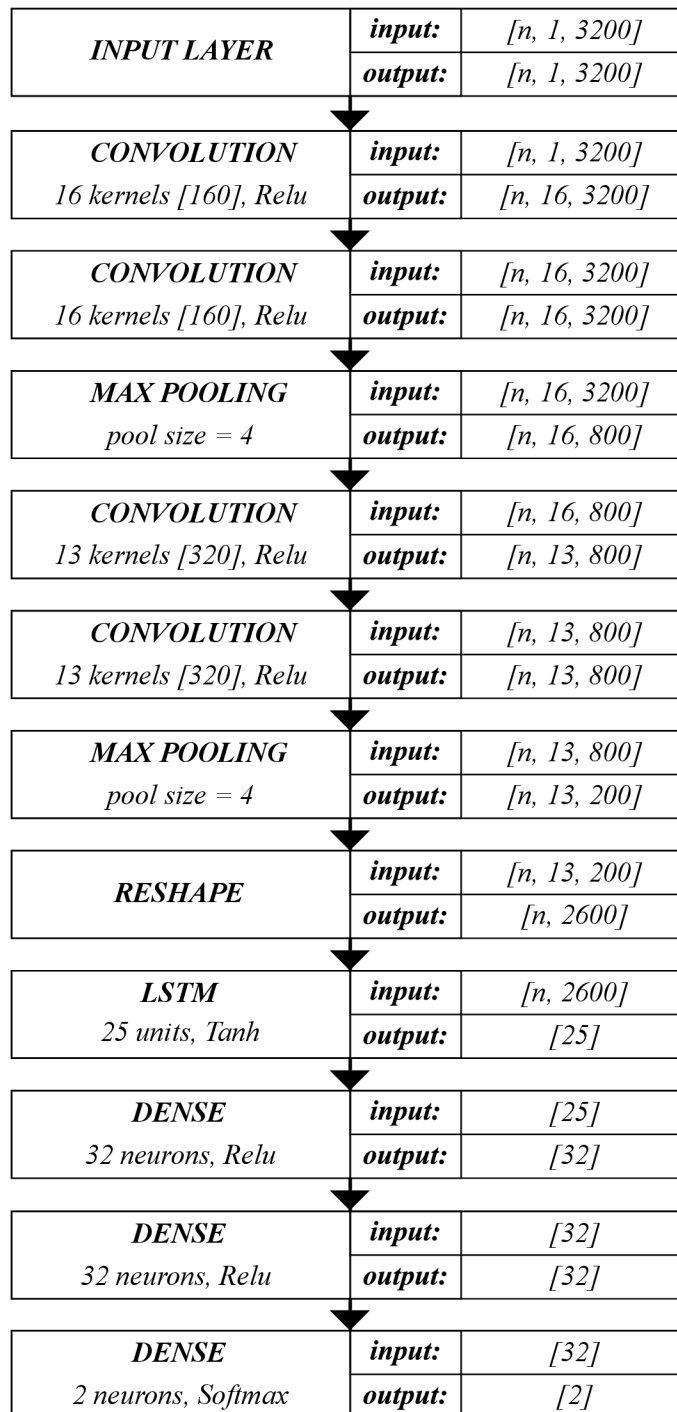 INPUT LAYER
input: [n, 1, 3200]
output: [n, 1, 3200]
CONVOLUTION
16 kernels [160], Relu
input: [n, 1, 3200]
output: [n, 16, 3200]
CONVOLUTION
16 kernels [160], Relu
input: [n, 16, 3200]
output: [n, 16, 3200]
MAX POOLING
pool size = 4
input: [n, 16, 3200]
output: [n, 16, 800]
CONVOLUTION
13 kernels [320], Relu
input: [n, 16, 800]
output: [n, 13, 800]
CONVOLUTION
13 kernels [320], Relu
input: [n, 13, 800]
output: [n, 13, 800]
MAX POOLING
pool size = 4
input: [n, 13, 800]
output: [n, 13, 200]
RESHAPE
input: [n, 13, 200]
output: [n, 2600]
LSTM
25 units, Tanh
input: [n, 2600]
output: [25]
DENSE
32 neurons, Relu
input: [25]
output: [32]
DENSE
32 neurons, Relu
input: [32]
output: [32]
DENSE
2 neurons, Softmax
input: [32]
output: [2]